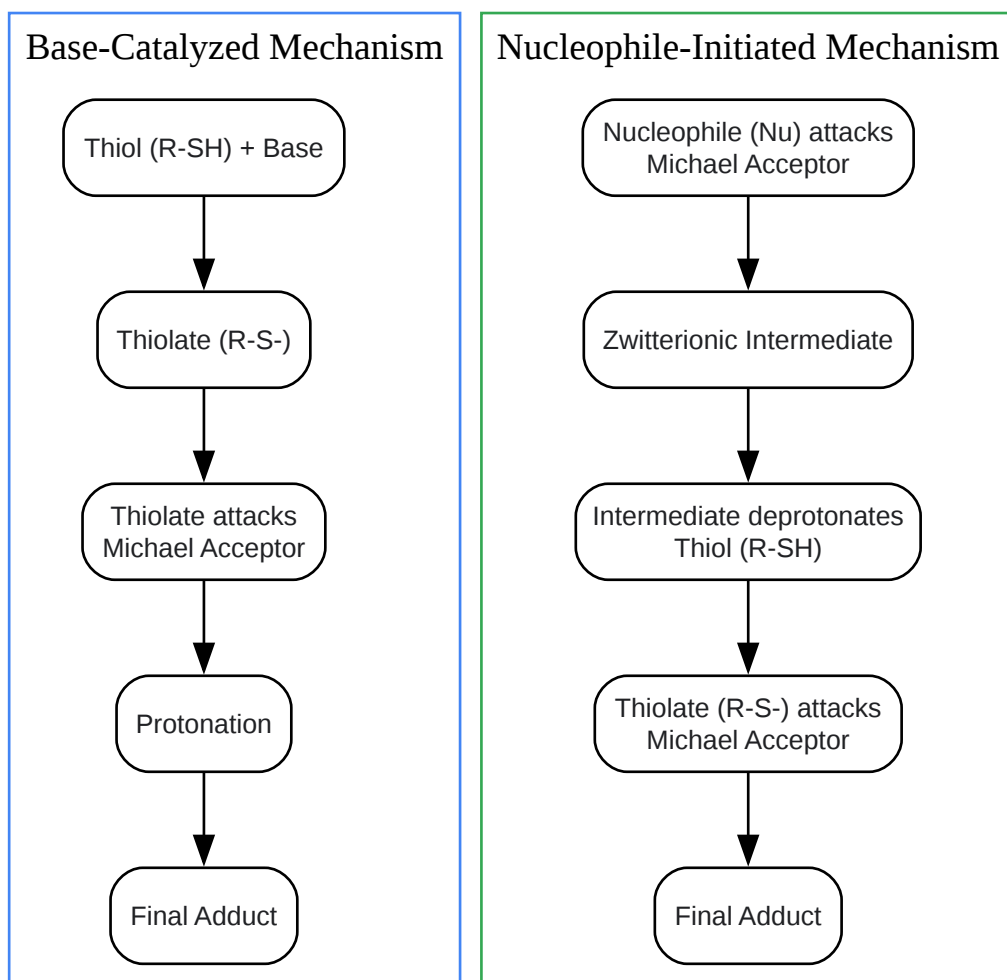 Base-Catalyzed Mechanism
Thiol (R-SH) + Base
Thiolate (R-S-)
Thiolate attacks
Michael Acceptor
Protonation
Final Adduct
Nucleophile-Initiated Mechanism
Nucleophile (Nu) attacks
Michael Acceptor
Zwitterionic Intermediate
Intermediate deprotonates
Thiol (R-SH)
Thiolate (R-S-) attacks
Michael Acceptor
Final Adduct